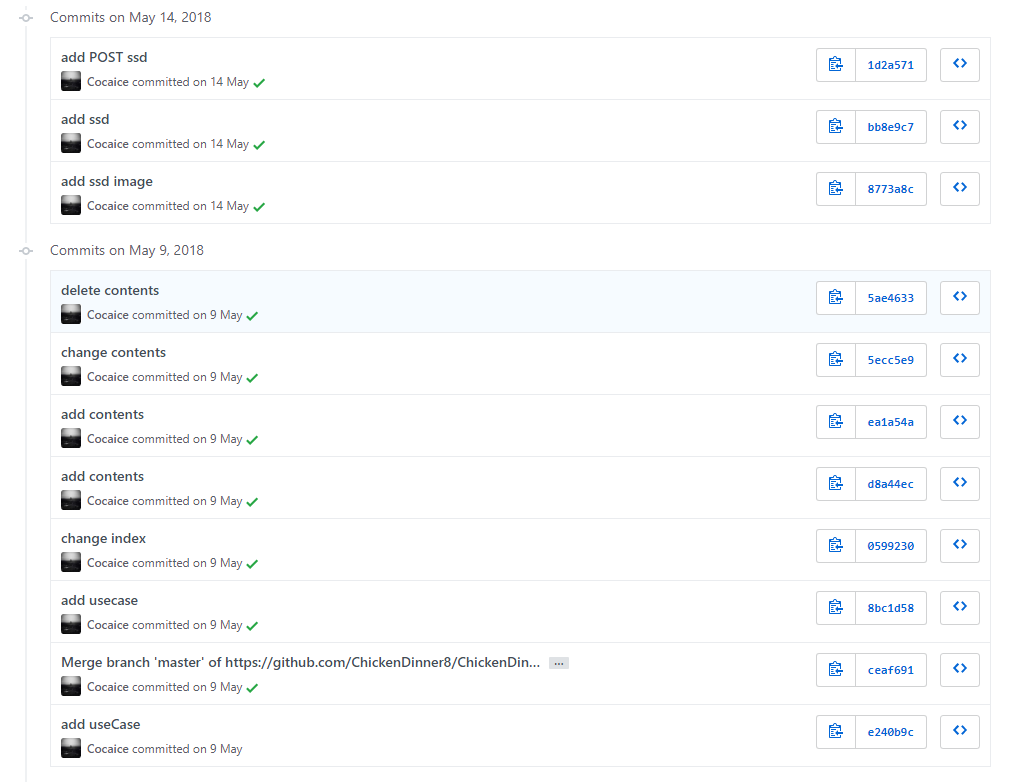 Commits on May 14, 2018
add POST ssd
1d2a571
Cocaice committed on 14 May
add ssd
bb8e9c7
Cocaice committed on 14 May
add ssd image
8773a8c
Cocaice committed on 14 May
Commits on May 9, 2018
delete contents
5ae4633
Cocaice committed on 9 May
change contents
5ecc5e9
Cocaice committed on 9 May
add contents
ea1a54a
Cocaice committed on 9 May
add contents
d8a44ec
Cocaice committed on 9 May
change index
0599230
Cocaice committed on 9 May
add usecase
8bc1d58
Cocaice committed on 9 May
Merge branch 'master' of https://github.com/ChickenDinner8/ChickenDin... ...
ceaf691
Cocaice committed on 9 May
add useCase
e240b9c
Cocaice committed on 9 May